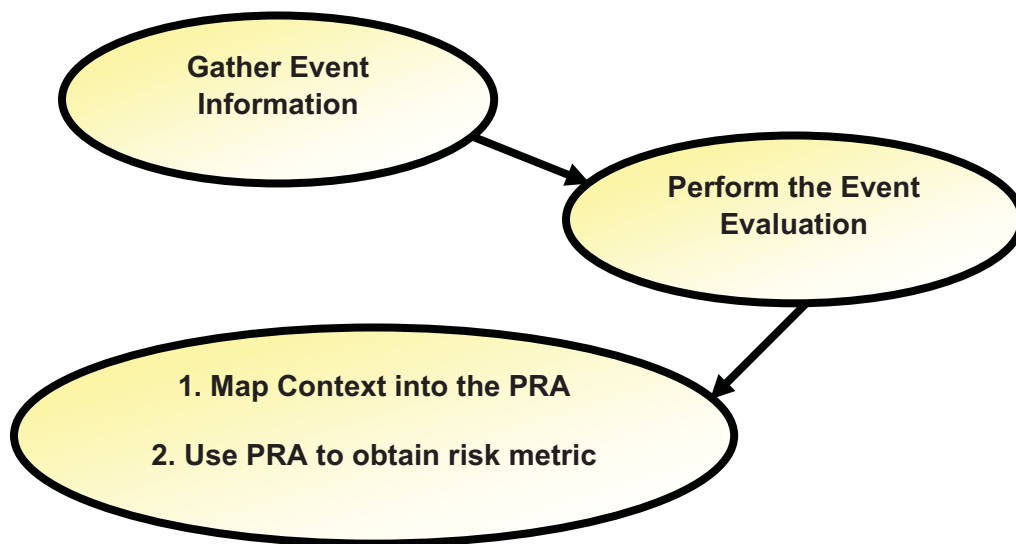 Gather Event
Information
Perform the Event
Evaluation
1. Map Context into the PRA
2. Use PRA to obtain risk metric